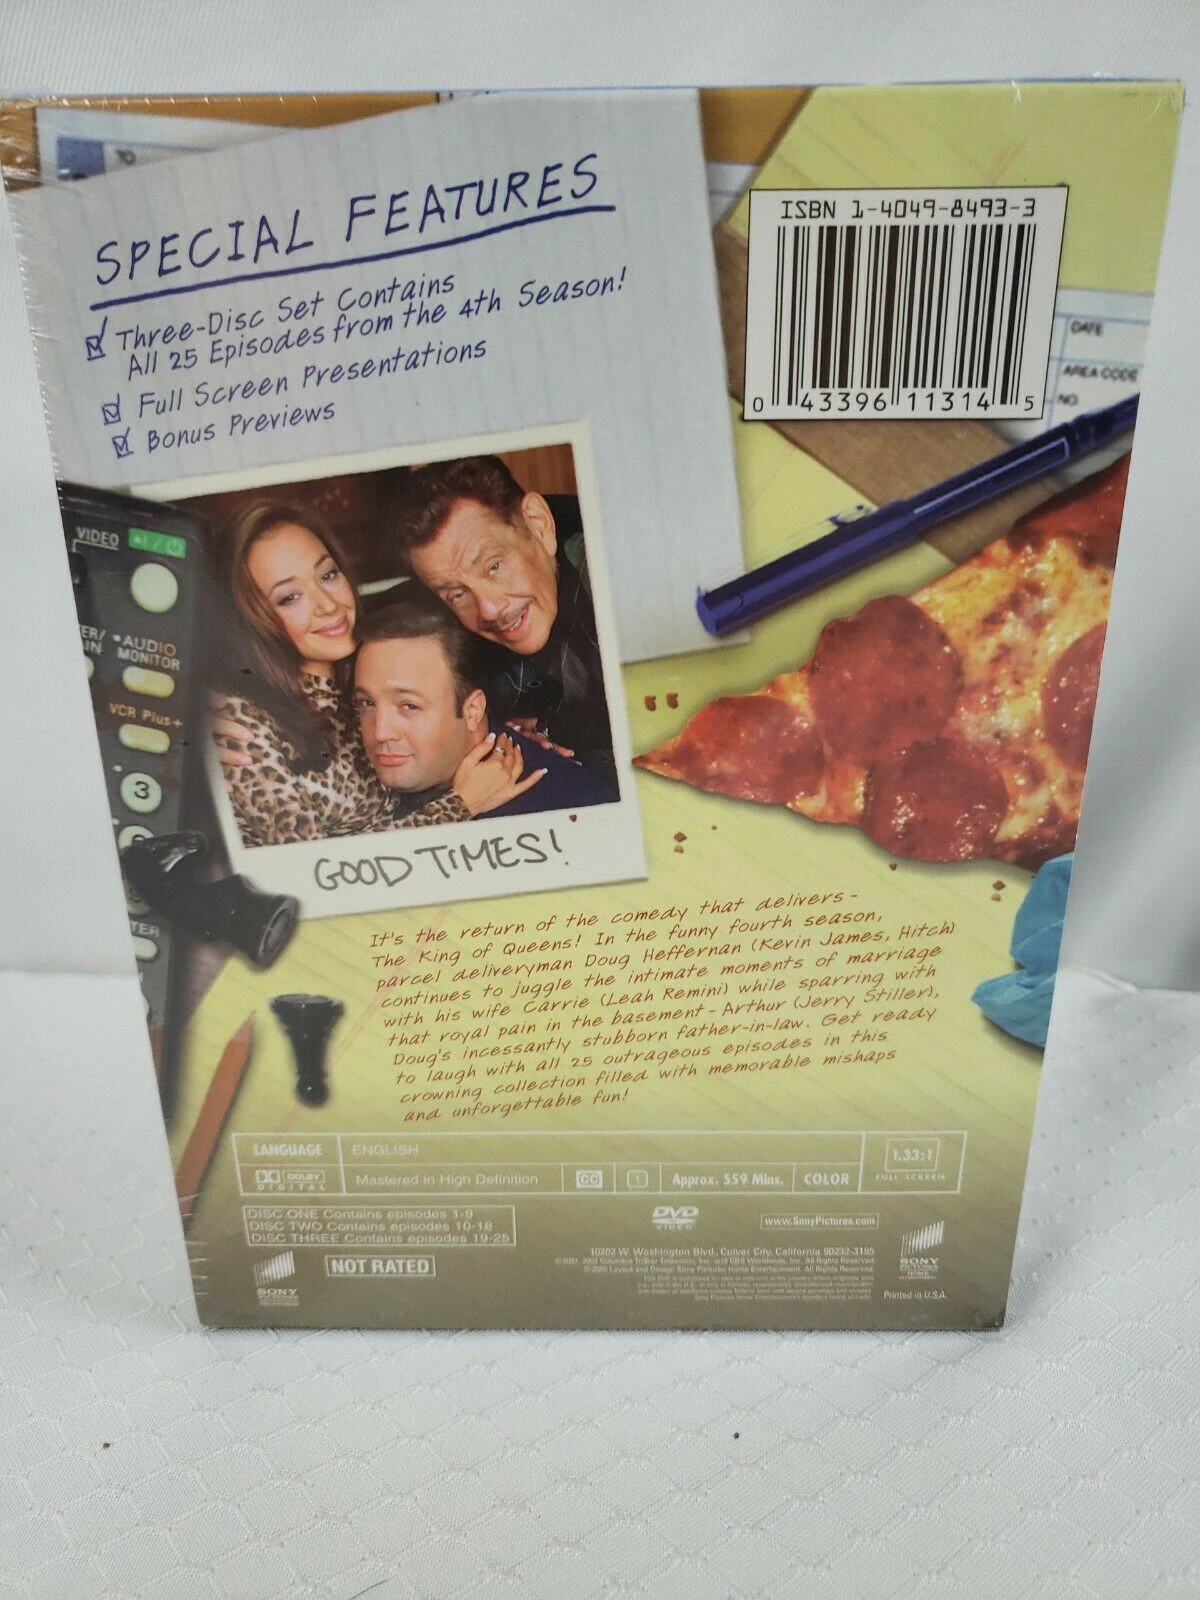 SPECIAL FEATURES
Three-Disc Set Contains
All 25 Episodes from the 4th Season!
Full Screen Presentations
Bonus Previews
ISBN 1-4049-8493-3
0 43396 11314 5
DATE
AREA CODE
NO.
VIDEO
AUDIO
MONITOR
VCR Plus+
3
GOOD TIMES!
It's the return of the comedy that delivers-
The King of Queens! In the funny fourth season,
parcel deliveryman Doug Heffernan (Kevin James, Hitch)
continues to juggle the intimate moments of marriage
with his wife Carrie (Leah Remini) while sparring with
that royal pain in the basement - Arthur (Jerry Stiller),
Doug's incessantly stubborn father-in-law. Get ready
to laugh with all 25 outrageous episodes in this
crowning collection filled with memorable mishaps
and unforgettable fun!
LANGUAGE ENGLISH
DOLBY DIGITAL Mastered in High Definition CC 1 Approx. 559 Mins. COLOR
1.33:1
FULL SCREEN
DISC ONE Contains episodes 1-9
DISC TWO Contains episodes 10-18
DISC THREE Contains episodes 19-25
DVD
VIDEO
www.SonyPictures.com
10202 W. Washington Blvd., Culver City, California 90232-3195
NOT RATED
SONY
PICTURES
SONY
PICTURES
Printed in U.S.A.